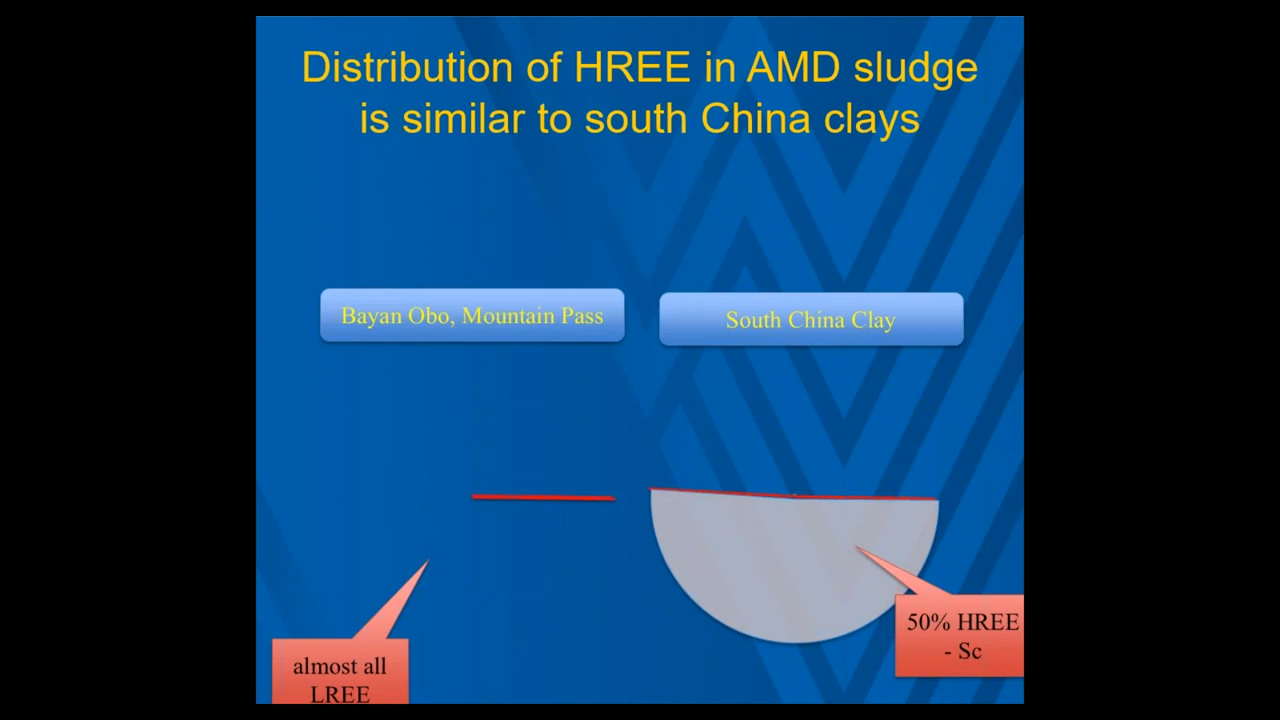 Distribution of HREE in AMD sludge
is similar to south China clays
Bayan Obo, Mountain Pass
South China Clay
50% HREE
- Sc
almost all
LREE